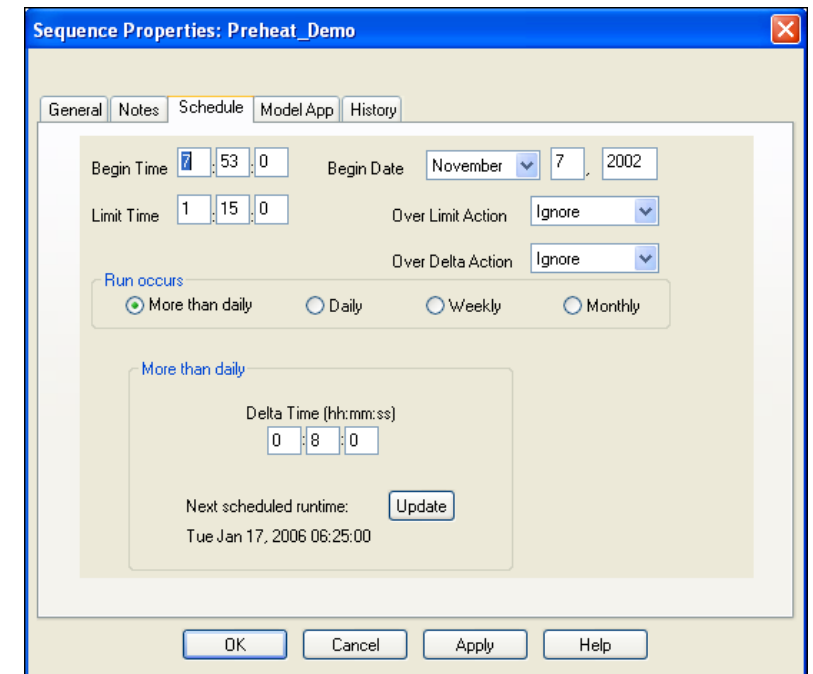 Sequence Properties: Preheat_Demo
General Notes Schedule Model App History
Begin Time 7 : 53 : 0 Begin Date November 7 , 2002
Limit Time 1 : 15 : 0 Over Limit Action Ignore
Over Delta Action Ignore
Run occurs
More than daily Daily Weekly Monthly
More than daily
Delta Time (hh:mm:ss)
0 : 8 : 0
Next scheduled runtime: Update
Tue Jan 17, 2006 06:25:00
OK Cancel Apply Help